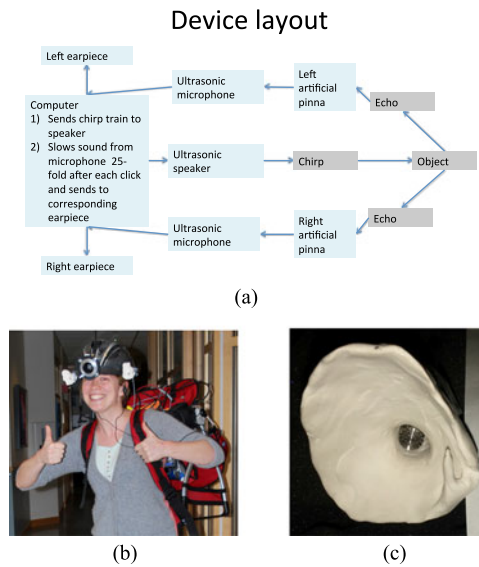 Device layout
Left earpiece
Computer
1) Sends chirp train to
speaker
2) Slows sound from
microphone 25-
fold after each click
and sends to
corresponding
earpiece
Right earpiece
Ultrasonic
microphone
Left
artificial
pinna
Echo
Ultrasonic
speaker
Chirp
Object
Ultrasonic
microphone
Right
artificial
pinna
Echo
(a)
(b)
(c)